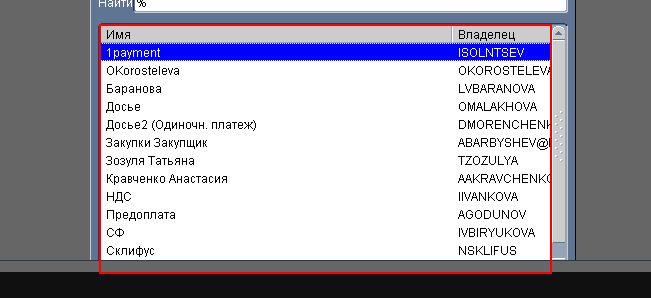 Найти %
Имя Владелец
1payment ISOLNTSEV
OKorosteleva OKOROSTELEVA
Баранова LVBARANOVA
Досье OMALAKHOVA
Досье2 (Одиночн. платеж) DMORENCHENK
Закупки Закупщик ABARBYSHEV@
Зозуля Татьяна TZOZULYA
Кравченко Анастасия AAKRAVCHENKO
НДС IIVANKOVA
Предоплата AGODUNOV
СФ IVBIRYUKOVA
Склифус NSKLIFUS